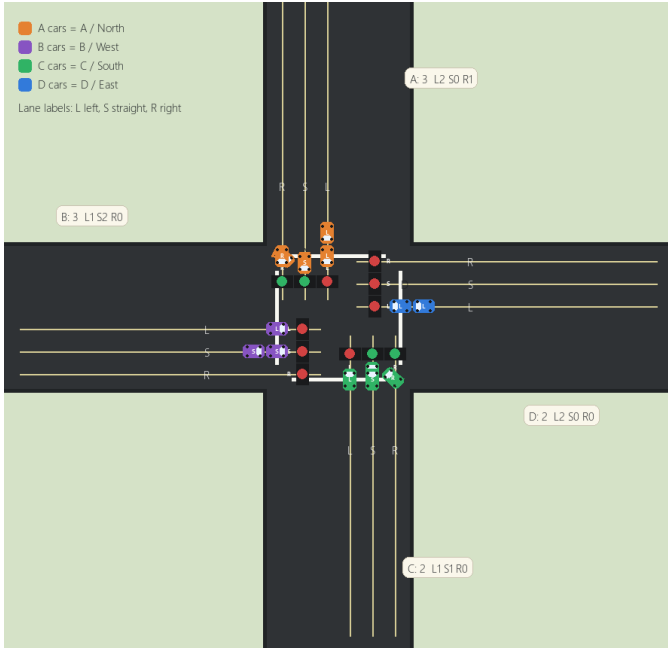 A cars = A / North
B cars = B / West
C cars = C / South
D cars = D / East
Lane labels: L left, S straight, R right
A: 3 L2 S0 R1
R S L
B: 3 L1 S2 R0
R
S
L
L
S
R
D: 2 L2 S0 R0
L S R
C: 2 L1 S1 R0